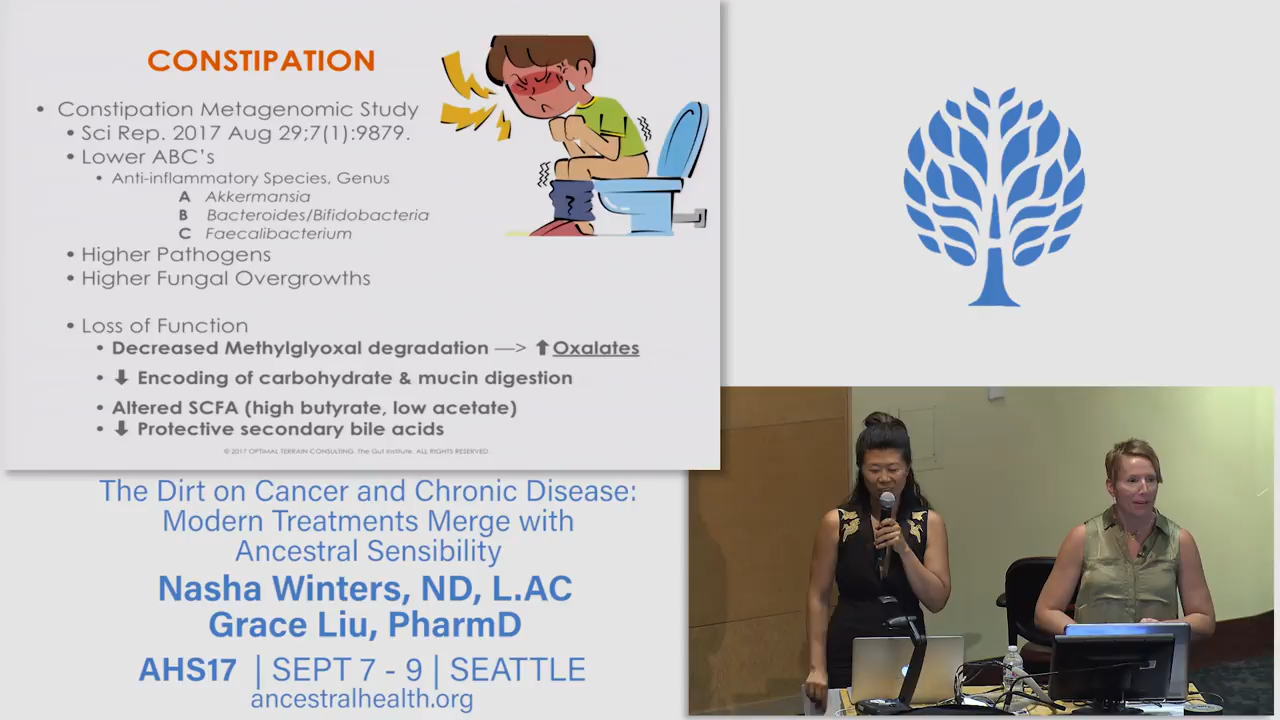 CONSTIPATION
• Constipation Metagenomic Study
• Sci Rep. 2017 Aug 29;7(1):9879.
• Lower ABC's
• Anti-inflammatory Species, Genus
A Akkermansia
B Bacteroides/Bifidobacteria
C Faecalibacterium
• Higher Pathogens
• Higher Fungal Overgrowths
• Loss of Function
• Decreased Methylglyoxal degradation —> ⬆Oxalates
• ⬇ Encoding of carbohydrate & mucin digestion
• Altered SCFA (high butyrate, low acetate)
• ⬇ Protective secondary bile acids
© 2017 OPTIMAL TERRAIN CONSULTING. The Gut Institute. ALL RIGHTS RESERVED.
The Dirt on Cancer and Chronic Disease:
Modern Treatments Merge with
Ancestral Sensibility
Nasha Winters, ND, L.AC
Grace Liu, PharmD
AHS17 | SEPT 7 - 9 | SEATTLE
ancestralhealth.org